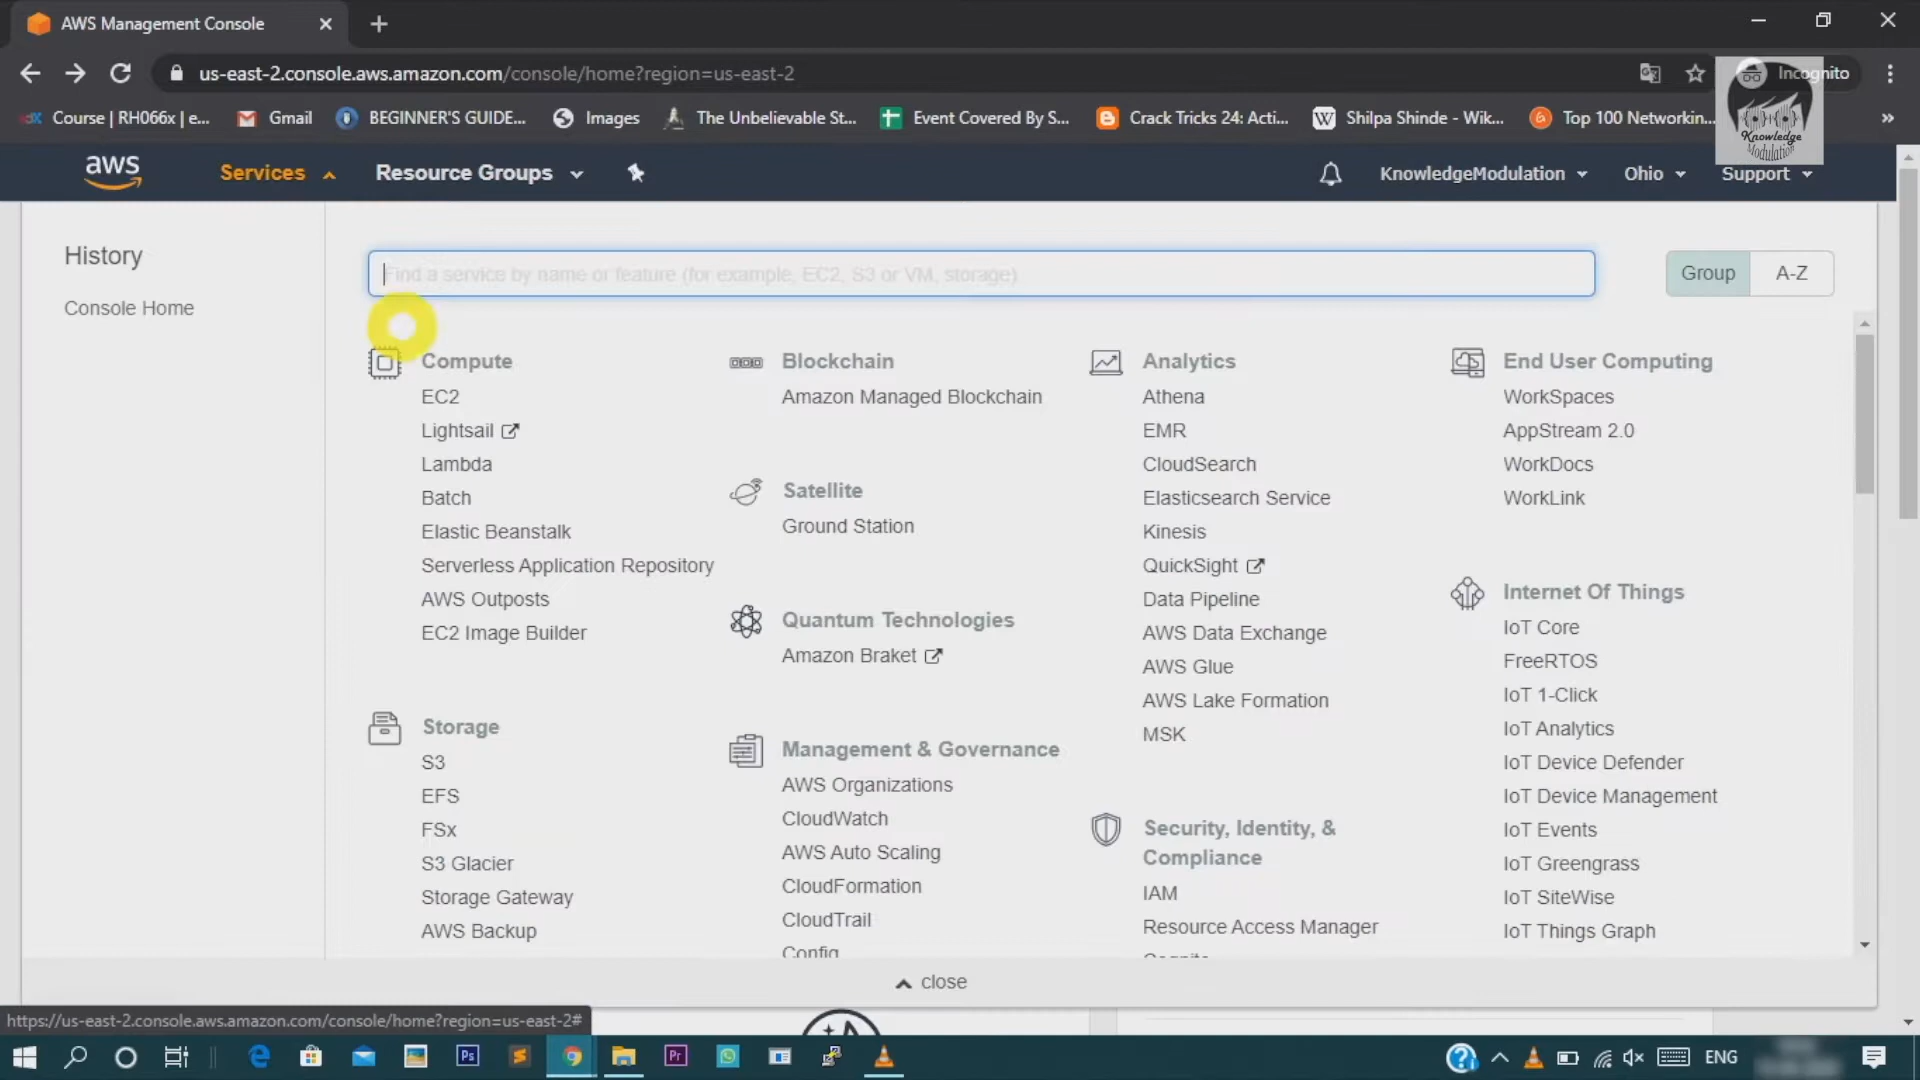 AWS Management Console
us-east-2.console.aws.amazon.com/console/home?region=us-east-2
Incognito
Course | RH066x | e...
Gmail
BEGINNER'S GUIDE...
Images
The Unbelievable St...
Event Covered By S...
Crack Tricks 24: Acti...
Shilpa Shinde - Wik...
Top 100 Networkin...
Knowledge
Modulation
aws
Services
Resource Groups
KnowledgeModulation
Ohio
Support
History
Console Home
Find a service by name or feature (for example, EC2, S3 or VM, storage)
Group
A-Z
Compute
EC2
Lightsail
Lambda
Batch
Elastic Beanstalk
Serverless Application Repository
AWS Outposts
EC2 Image Builder
Storage
S3
EFS
FSx
S3 Glacier
Storage Gateway
AWS Backup
Blockchain
Amazon Managed Blockchain
Satellite
Ground Station
Quantum Technologies
Amazon Braket
Management & Governance
AWS Organizations
CloudWatch
AWS Auto Scaling
CloudFormation
CloudTrail
Config
Analytics
Athena
EMR
CloudSearch
Elasticsearch Service
Kinesis
QuickSight
Data Pipeline
AWS Data Exchange
AWS Glue
AWS Lake Formation
MSK
Security, Identity, &
Compliance
IAM
Resource Access Manager
Cognito
End User Computing
WorkSpaces
AppStream 2.0
WorkDocs
WorkLink
Internet Of Things
IoT Core
FreeRTOS
IoT 1-Click
IoT Analytics
IoT Device Defender
IoT Device Management
IoT Events
IoT Greengrass
IoT SiteWise
IoT Things Graph
close
https://us-east-2.console.aws.amazon.com/console/home?region=us-east-2#
Ps
Pr
ENG